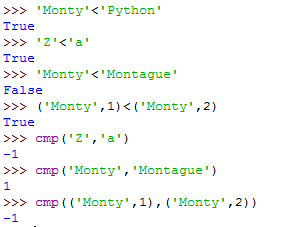 >>> 'Monty'<'Python'
True
>>> 'Z'<'a'
True
>>> 'Monty'<'Montague'
False
>>> ('Monty',1)<('Monty',2)
True
>>> cmp('Z','a')
-1
>>> cmp('Monty','Montague')
1
>>> cmp(('Monty',1),('Monty',2))
-1